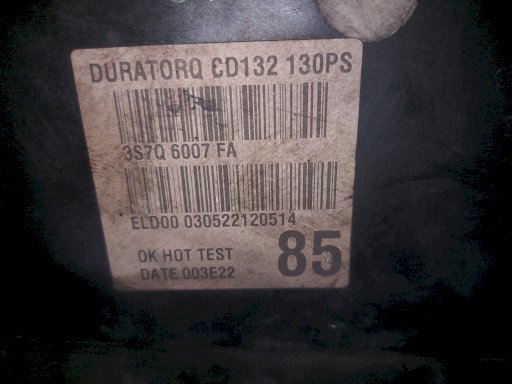 DURATORQ CD132 130PS
3S7Q 6007 FA
ELD00 030522120514
OK HOT TEST
DATE 003E22
85